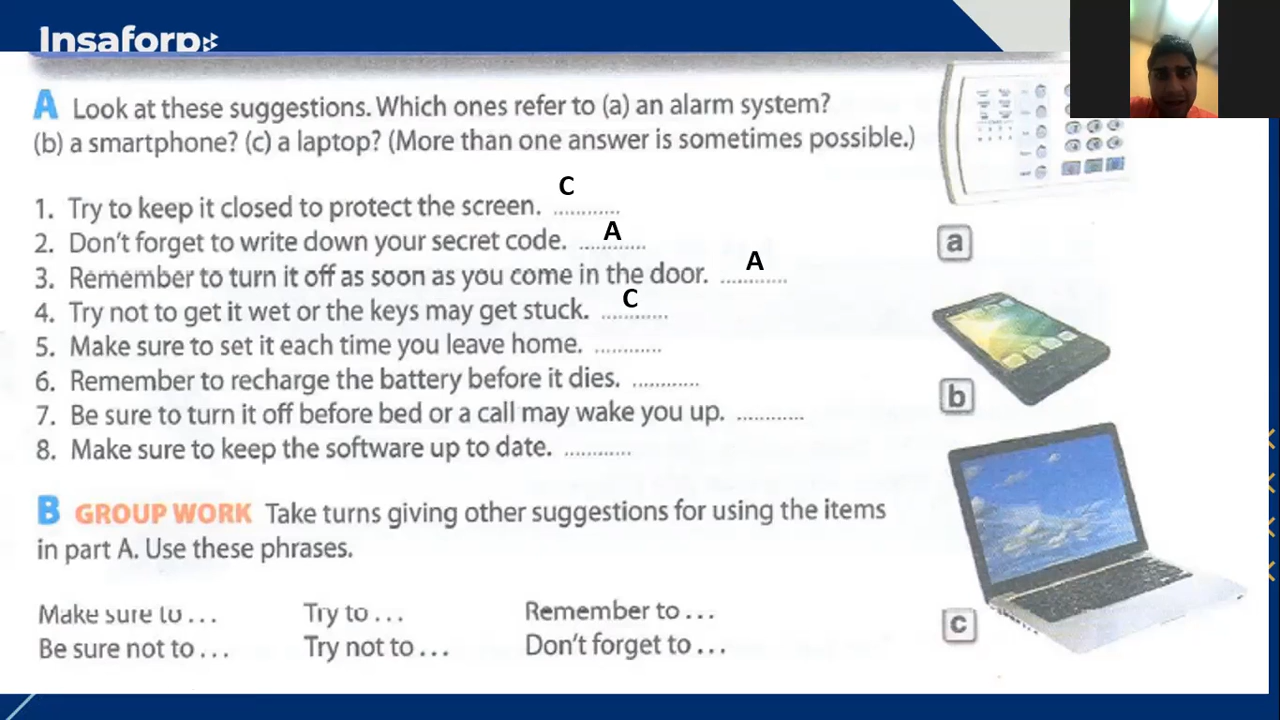 Insaforp
A Look at these suggestions. Which ones refer to (a) an alarm system?
(b) a smartphone? (c) a laptop? (More than one answer is sometimes possible.)
1. Try to keep it closed to protect the screen. ............ C
2. Don't forget to write down your secret code. ............ A
3. Remember to turn it off as soon as you come in the door. ............ A
4. Try not to get it wet or the keys may get stuck. ............ C
5. Make sure to set it each time you leave home. ............
6. Remember to recharge the battery before it dies. ............
7. Be sure to turn it off before bed or a call may wake you up. ............
8. Make sure to keep the software up to date. ............
B GROUP WORK Take turns giving other suggestions for using the items
in part A. Use these phrases.
Make sure to ... Try to ... Remember to ...
Be sure not to ... Try not to ... Don't forget to ...
a
b
c